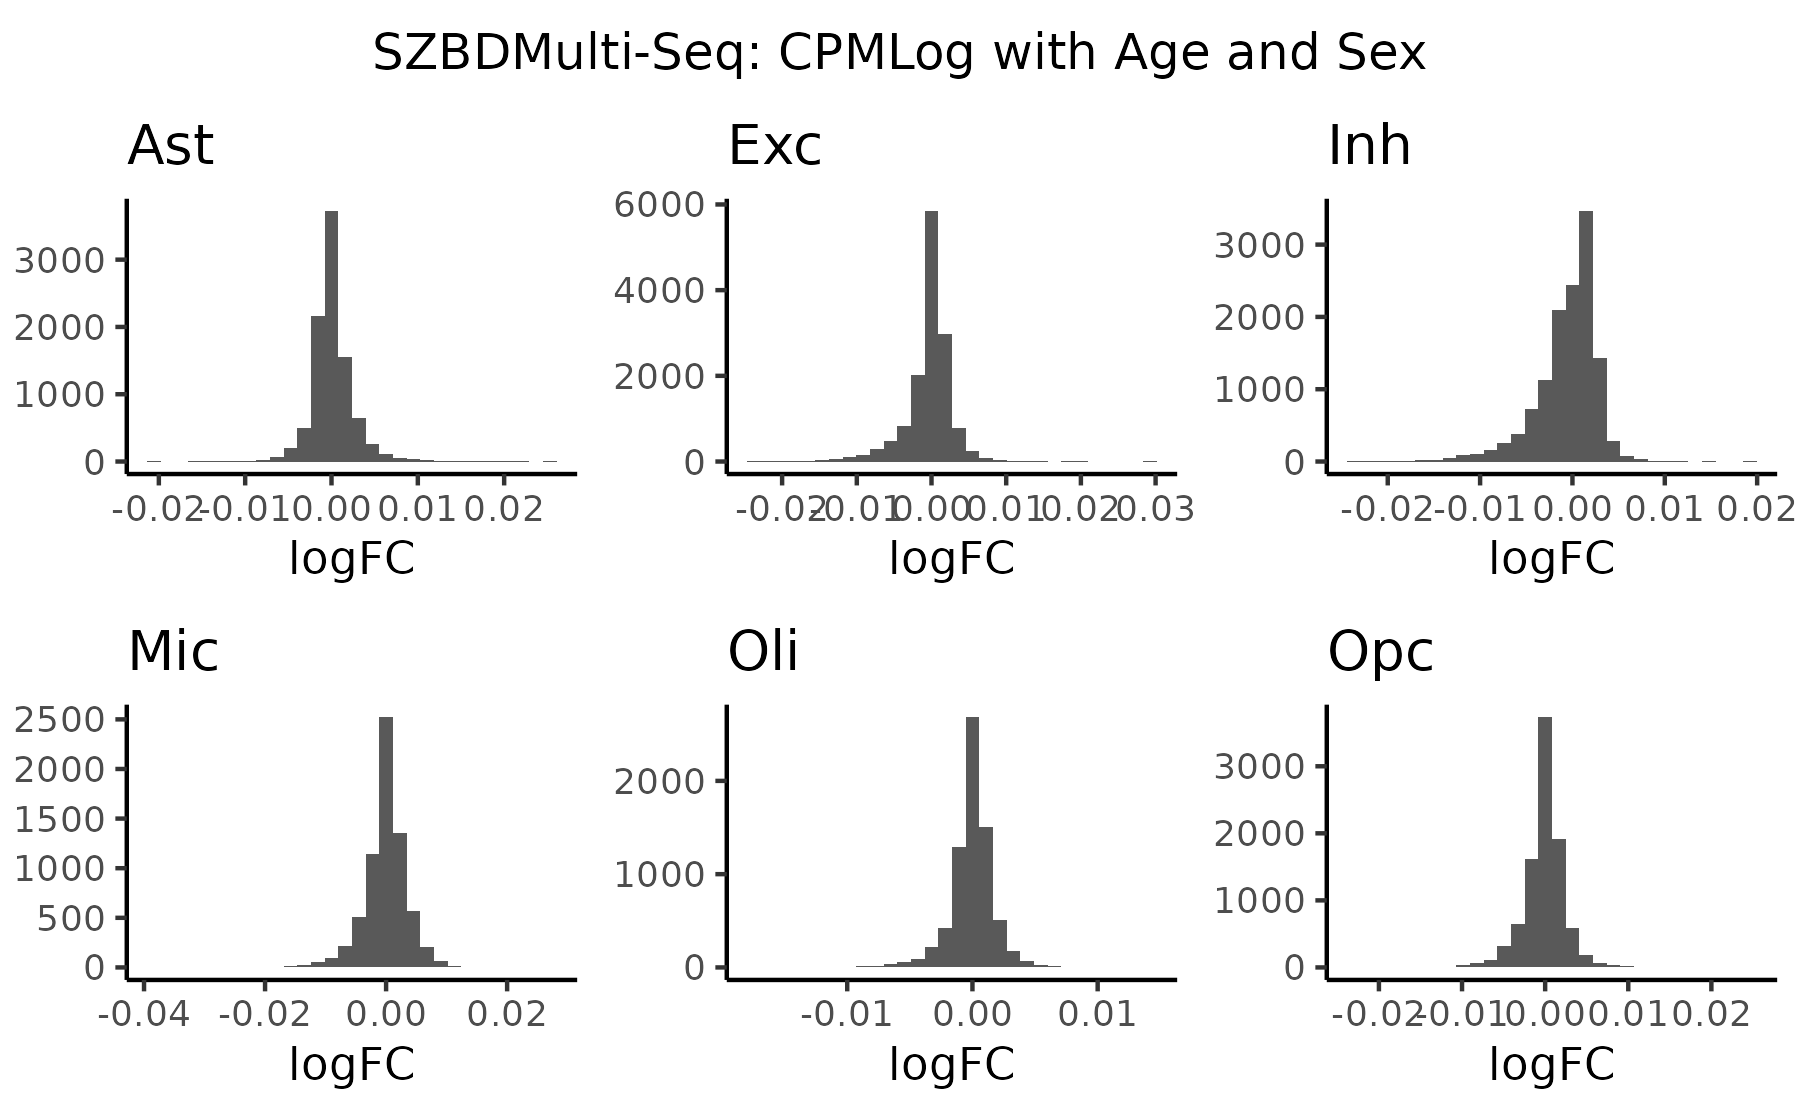 SZBDMulti-Seq: CPMLog with Age and Sex
Ast
3000
2000
1000
0
-0.02 -0.01 0.00 0.01 0.02
logFC
Exc
6000
4000
2000
0
-0.02 -0.01 0.00 0.01 0.02 0.03
logFC
Inh
3000
2000
1000
0
-0.02 -0.01 0.00 0.01 0.02
logFC
Mic
2500
2000
1500
1000
500
0
-0.04 -0.02 0.00 0.02
logFC
Oli
2000
1000
0
-0.01 0.00 0.01
logFC
Opc
3000
2000
1000
0
-0.02 -0.01 0.00 0.01 0.02
logFC